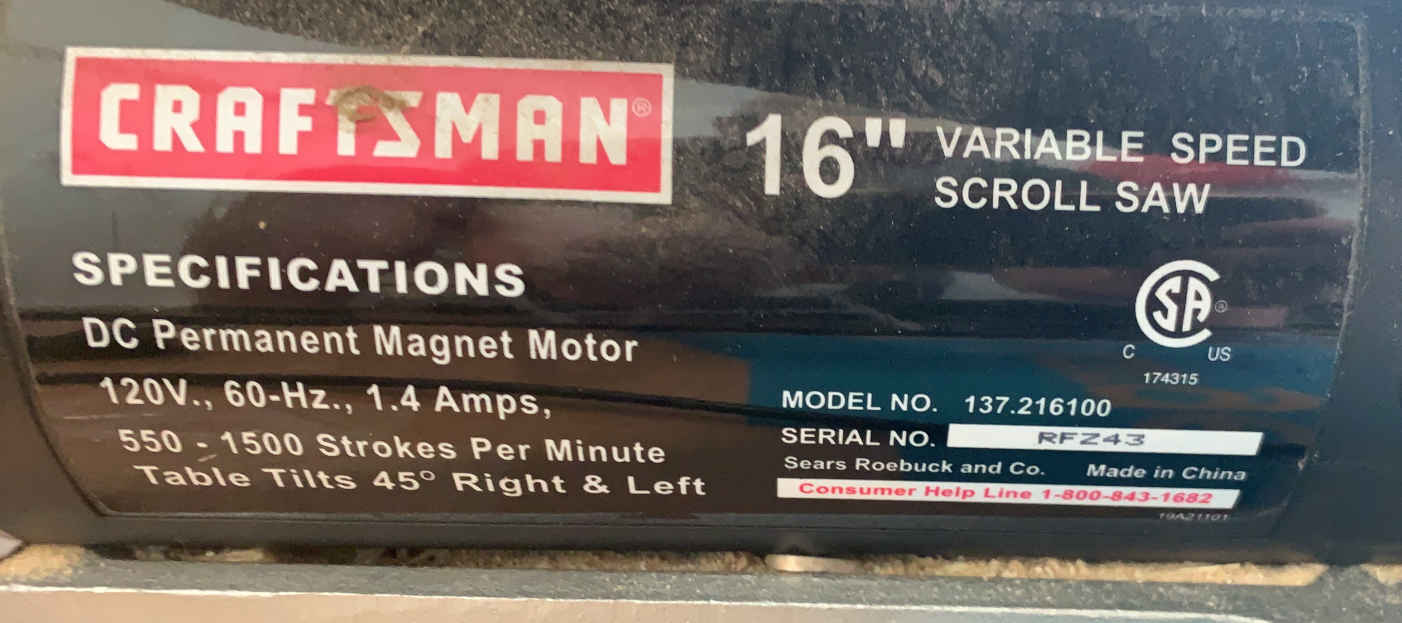 CRAFTSMAN®
16" VARIABLE SPEED
SCROLL SAW
SPECIFICATIONS
DC Permanent Magnet Motor
120V., 60-Hz., 1.4 Amps,
550 - 1500 Strokes Per Minute
Table Tilts 45° Right & Left
SA®
C US
174315
MODEL NO. 137.216100
SERIAL NO. RFZ43
Sears Roebuck and Co. Made in China
Consumer Help Line 1-800-843-1682
19A21101